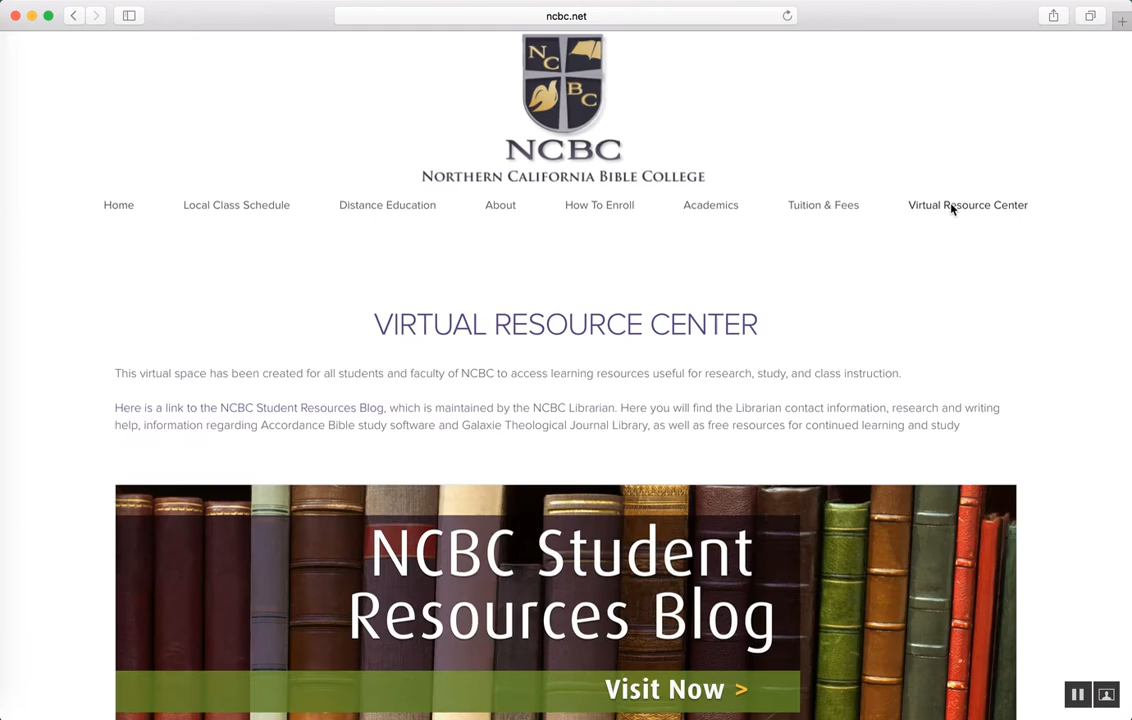 ncbc.net
N
C
B
C
NCBC
NORTHERN CALIFORNIA BIBLE COLLEGE
Home Local Class Schedule Distance Education About How To Enroll Academics Tuition & Fees Virtual Resource Center
VIRTUAL RESOURCE CENTER
This virtual space has been created for all students and faculty of NCBC to access learning resources useful for research, study, and class instruction.
Here is a link to the NCBC Student Resources Blog, which is maintained by the NCBC Librarian. Here you will find the Librarian contact information, research and writing
help, information regarding Accordance Bible study software and Galaxie Theological Journal Library, as well as free resources for continued learning and study
NCBC Student
Resources Blog
Visit Now >